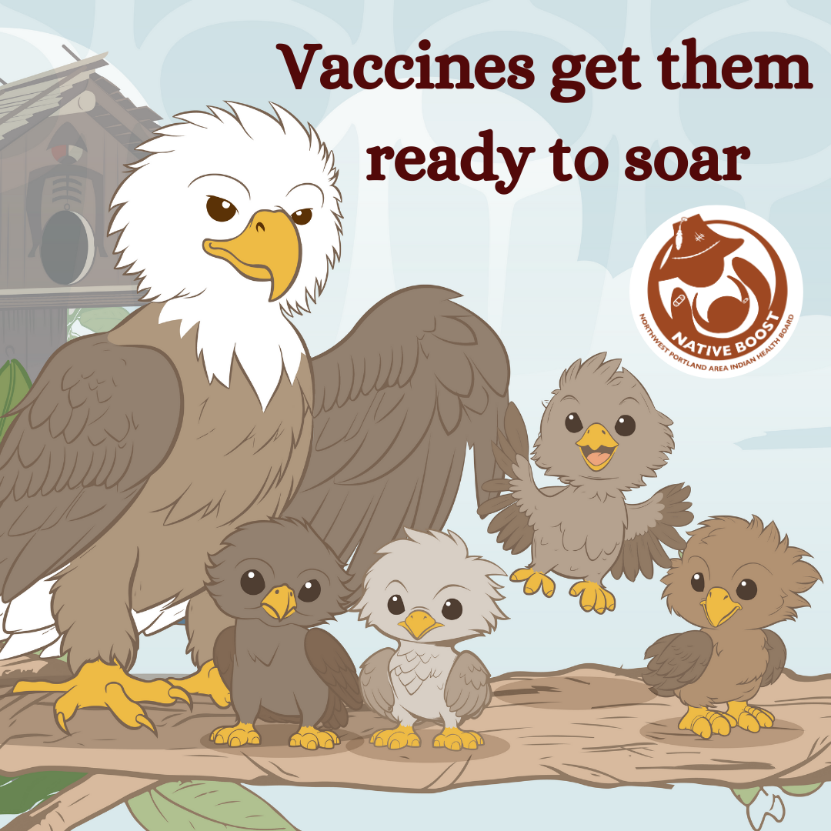 Vaccines get them
ready to soar
NATIVE BOOST
NORTHWEST PORTLAND AREA INDIAN HEALTH BOARD